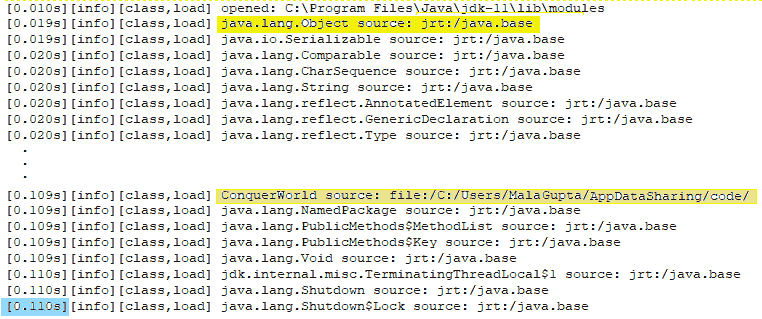 [0.010s][info][class,load] opened: C:\Program Files\Java\jdk-11\lib\modules
[0.019s][info][class,load] java.lang.Object source: jrt:/java.base
[0.019s][info][class,load] java.io.Serializable source: jrt:/java.base
[0.020s][info][class,load] java.lang.Comparable source: jrt:/java.base
[0.020s][info][class,load] java.lang.CharSequence source: jrt:/java.base
[0.020s][info][class,load] java.lang.String source: jrt:/java.base
[0.020s][info][class,load] java.lang.reflect.AnnotatedElement source: jrt:/java.base
[0.020s][info][class,load] java.lang.reflect.GenericDeclaration source: jrt:/java.base
[0.020s][info][class,load] java.lang.reflect.Type source: jrt:/java.base
.
.
.
[0.109s][info][class,load] ConquerWorld source: file:/C:/Users/MalaGupta/AppDataSharing/code/
[0.109s][info][class,load] java.lang.NamedPackage source: jrt:/java.base
[0.109s][info][class,load] java.lang.PublicMethods$MethodList source: jrt:/java.base
[0.109s][info][class,load] java.lang.PublicMethods$Key source: jrt:/java.base
[0.109s][info][class,load] java.lang.Void source: jrt:/java.base
[0.110s][info][class,load] jdk.internal.misc.TerminatingThreadLocal$1 source: jrt:/java.base
[0.110s][info][class,load] java.lang.Shutdown source: jrt:/java.base
[0.110s][info][class,load] java.lang.Shutdown$Lock source: jrt:/java.base